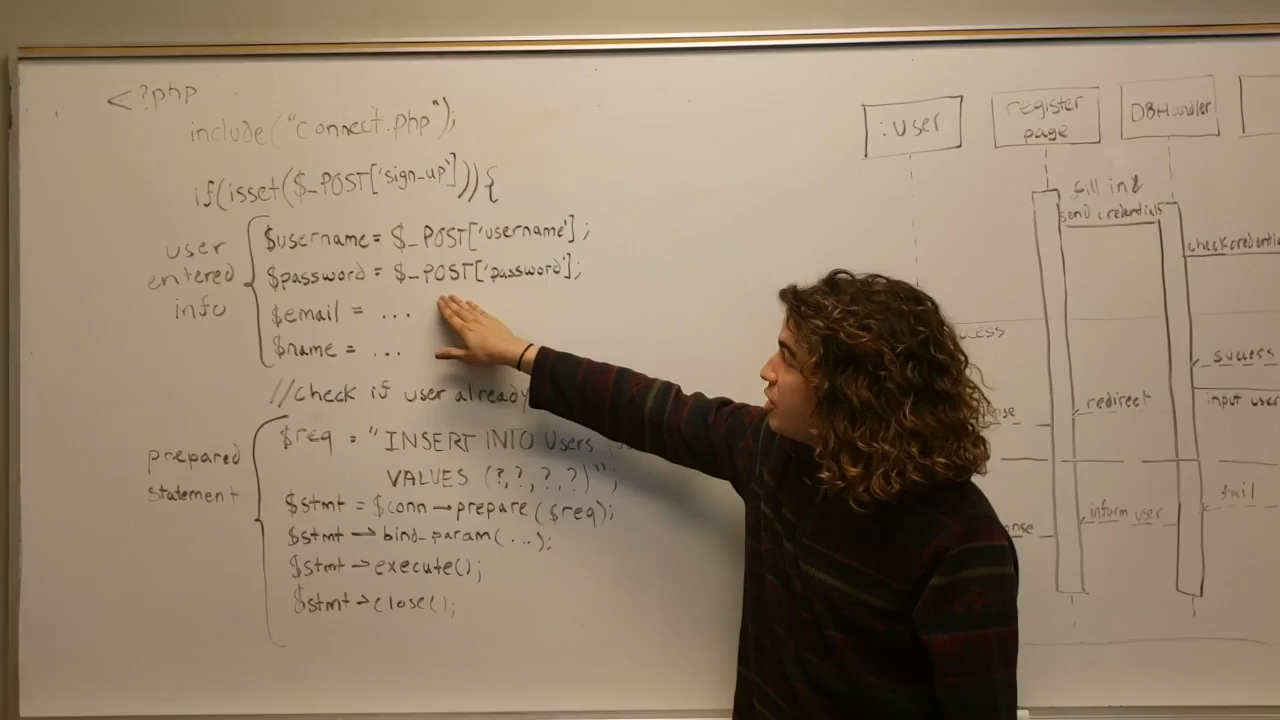 <?php
include("connect.php");
if(isset($_POST['sign-up'])){
user
entered
info
$username= $_POST['username'];
$password = $_POST['password'];
$email = ...
$name = ...
//check if user already
prepared
statement
$req = "INSERT INTO Users
VALUES (?,?,?,?)";
$stmt = $conn→prepare($req);
$stmt→bind_param(...);
$stmt→execute();
$stmt→close();
:user
register
page
DBHandler
fill in &
send credentials
check credentia
success
redirect
input user
fail
inform user